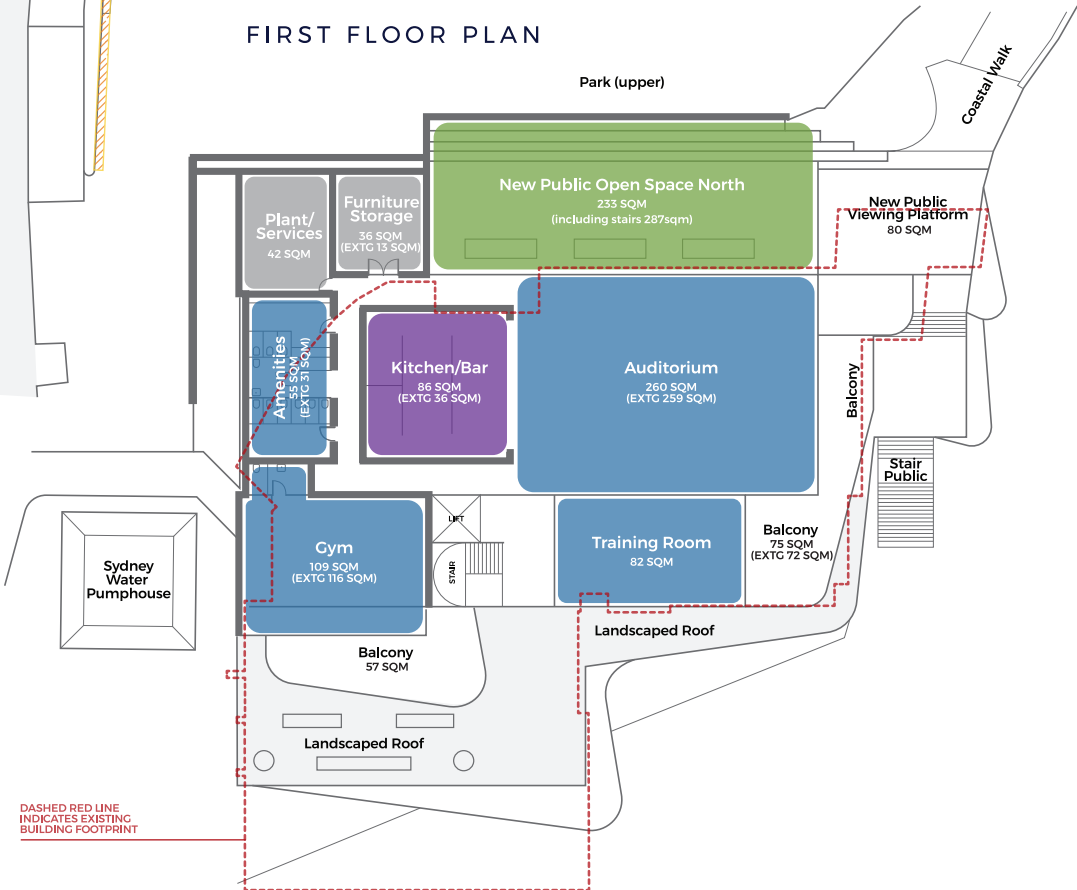 FIRST FLOOR PLAN
Park (upper)
Coastal Walk
New Public Open Space North
233 SQM
(including stairs 287sqm)
New Public
Viewing Platform
80 SQM
Plant/
Services
42 SQM
Furniture
Storage
36 SQM
(EXTG 13 SQM)
Amenities
55 SQM
(EXTG 31 SQM)
Kitchen/Bar
86 SQM
(EXTG 36 SQM)
Auditorium
260 SQM
(EXTG 259 SQM)
Balcony
Stair
Public
LIFT
STAIR
Gym
109 SQM
(EXTG 116 SQM)
Training Room
82 SQM
Balcony
75 SQM
(EXTG 72 SQM)
Sydney
Water
Pumphouse
Landscaped Roof
Balcony
57 SQM
Landscaped Roof
DASHED RED LINE
INDICATES EXISTING
BUILDING FOOTPRINT